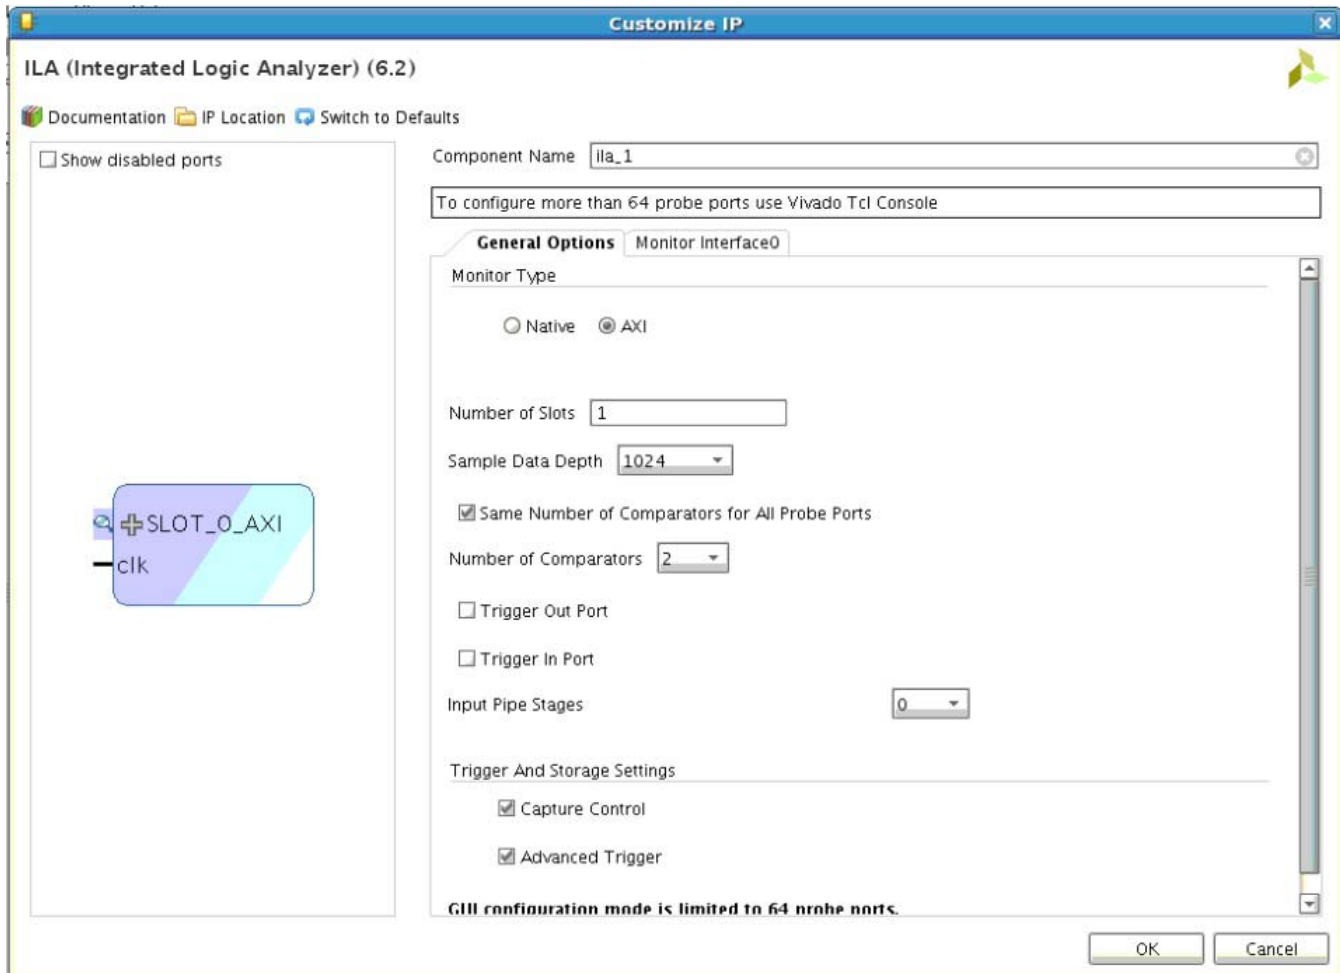 Customize IP
ILA (Integrated Logic Analyzer) (6.2)
Documentation IP Location Switch to Defaults
Show disabled ports
SLOT_0_AXI
clk
Component Name ila_1
To configure more than 64 probe ports use Vivado Tcl Console
General Options Monitor Interface0
Monitor Type
Native AXI
Number of Slots 1
Sample Data Depth 1024
Same Number of Comparators for All Probe Ports
Number of Comparators 2
Trigger Out Port
Trigger In Port
Input Pipe Stages 0
Trigger And Storage Settings
Capture Control
Advanced Trigger
GUI configuration mode is limited to 64 probe ports.
OK Cancel